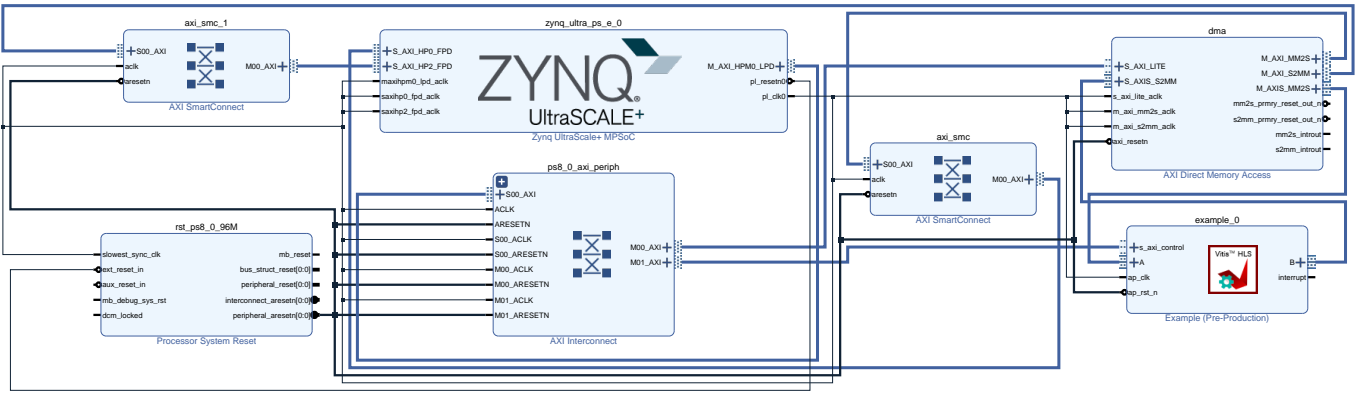 axi_smc_1
S00_AXI
aclk
aresetn
M00_AXI
AXI SmartConnect
zynq_ultra_ps_e_0
S_AXI_HP0_FPD
S_AXI_HP2_FPD
maxihpm0_lpd_aclk
saxihp0_fpd_aclk
saxihp2_fpd_aclk
ZYNQ
UltraSCALE+
M_AXI_HPM0_LPD
pl_resetn0
pl_clk0
Zynq UltraScale+ MPSoC
dma
S_AXI_LITE
S_AXIS_S2MM
s_axi_lite_aclk
m_axi_mm2s_aclk
m_axi_s2mm_aclk
axi_resetn
M_AXI_MM2S
M_AXI_S2MM
M_AXIS_MM2S
mm2s_prmry_reset_out_n
s2mm_prmry_reset_out_n
mm2s_introut
s2mm_introut
AXI Direct Memory Access
axi_smc
S00_AXI
aclk
aresetn
M00_AXI
AXI SmartConnect
ps8_0_axi_periph
S00_AXI
ACLK
ARESETN
S00_ACLK
S00_ARESETN
M00_ACLK
M00_ARESETN
M01_ACLK
M01_ARESETN
M00_AXI
M01_AXI
AXI Interconnect
rst_ps8_0_96M
slowest_sync_clk
ext_reset_in
aux_reset_in
mb_debug_sys_rst
dcm_locked
mb_reset
bus_struct_reset[0:0]
peripheral_reset[0:0]
interconnect_aresetn[0:0]
peripheral_aresetn[0:0]
Processor System Reset
example_0
s_axi_control
A
ap_clk
ap_rst_n
Vitis™ HLS
B
interrupt
Example (Pre-Production)